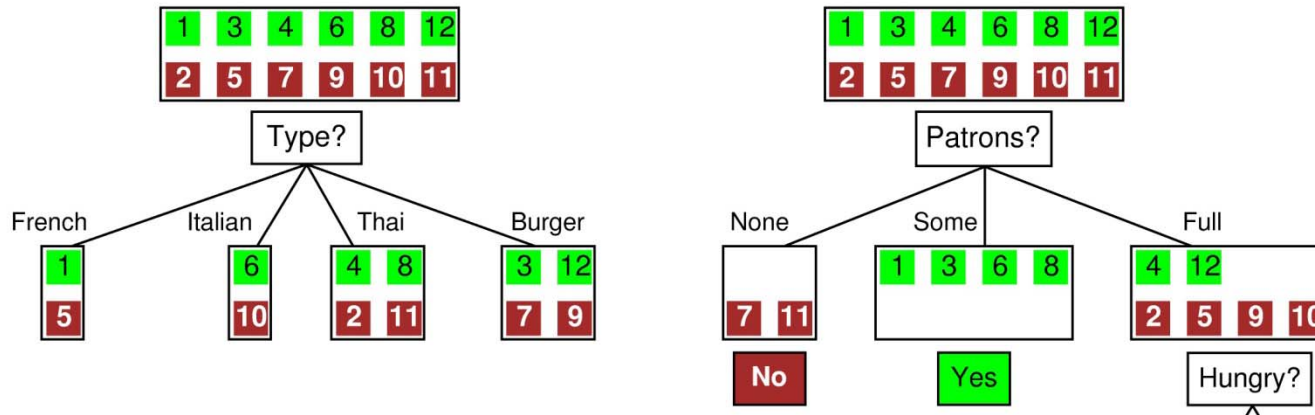 1 3 4 6 8 12
2 5 7 9 10 11
Type?
French Italian Thai Burger
1 6 4 8 3 12
5 10 2 11 7 9
1 3 4 6 8 12
2 5 7 9 10 11
Patrons?
None Some Full
1 3 6 8 4 12
7 11 2 5 9 10
No Yes Hungry?